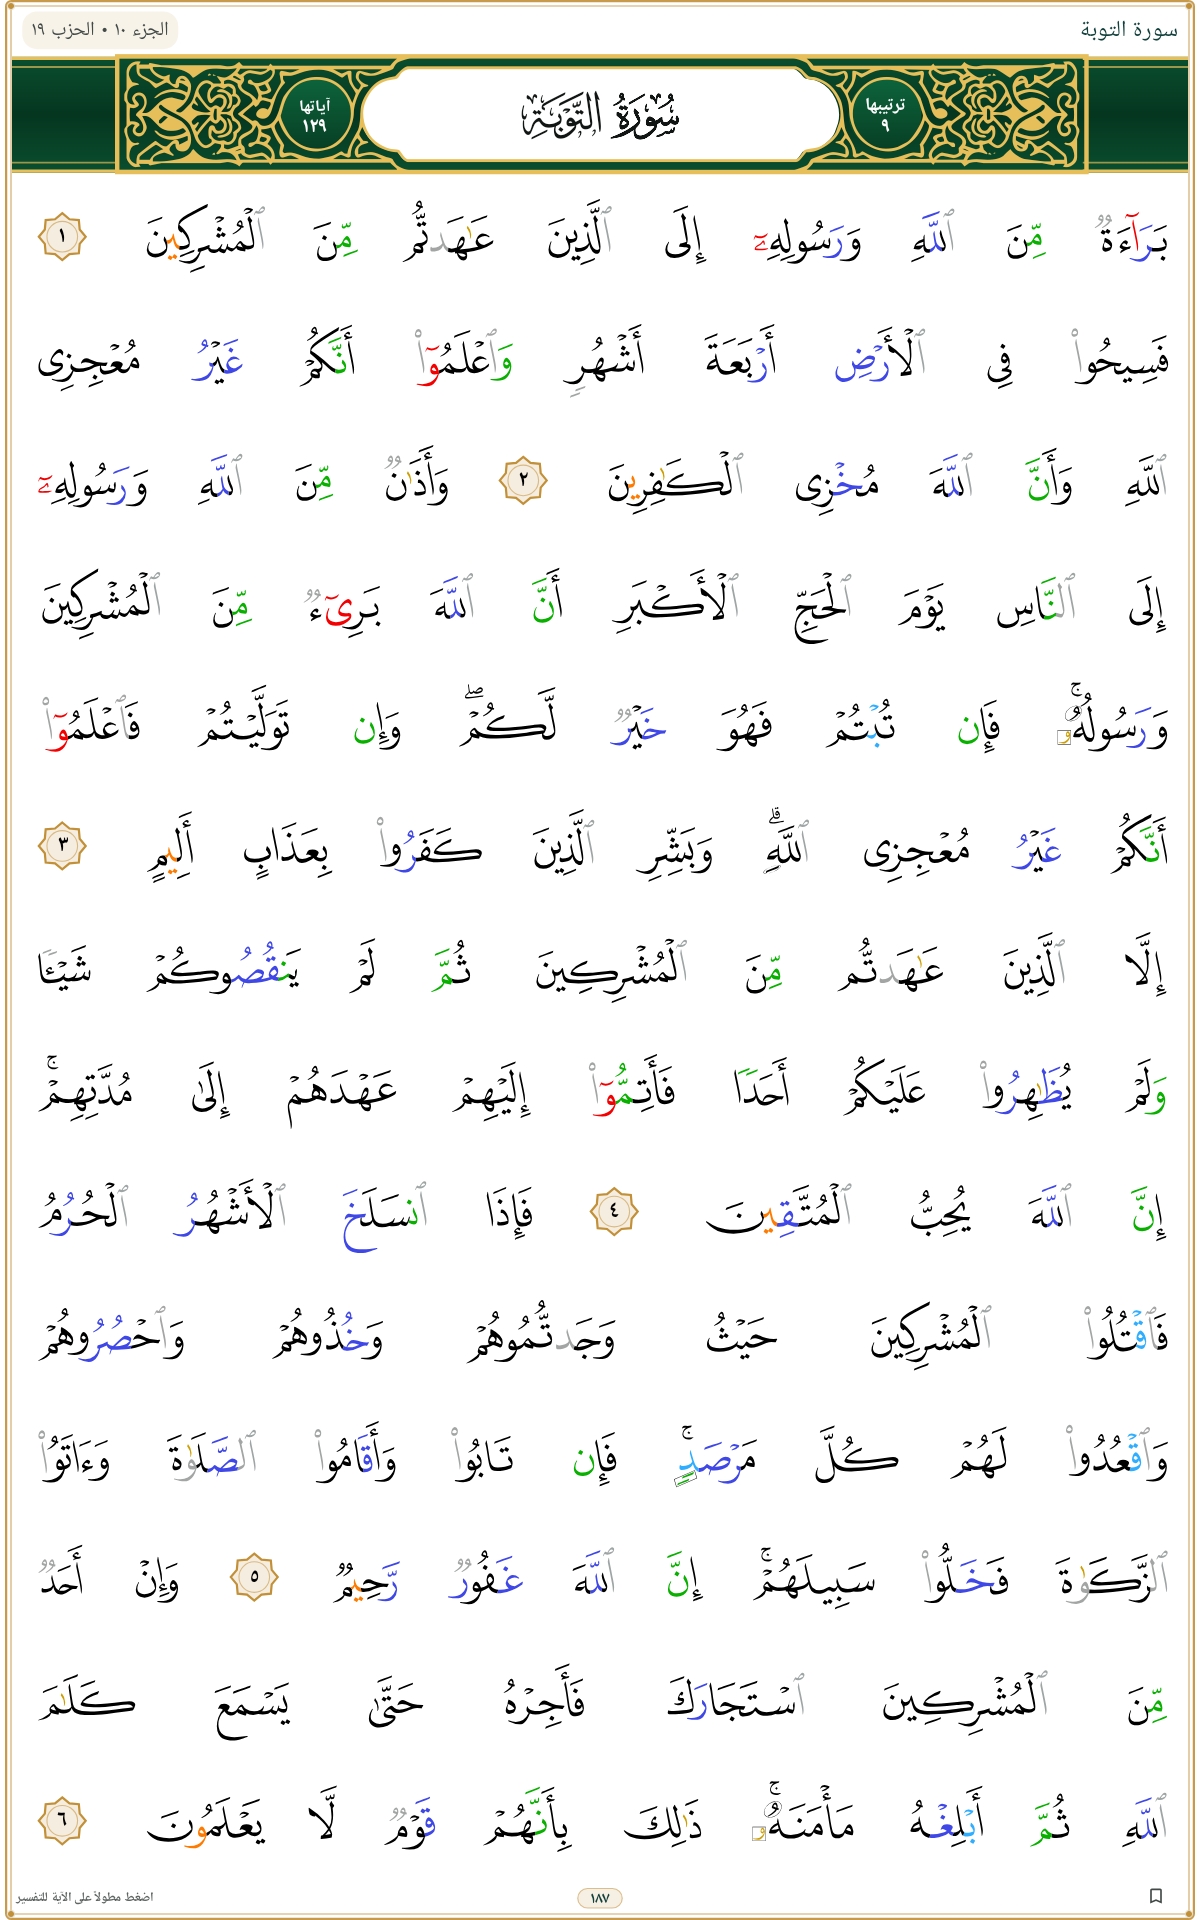 سورة التوبة
الجزء ١٠ • الحزب ١٩
ترتيبها ٩
سُورَةُ التَّوْبَةِ
آياتها ١٢٩
بَرَآءَةٌ مِّنَ ٱللَّهِ وَرَسُولِهِۦٓ إِلَى ٱلَّذِينَ عَـٰهَدتُّم مِّنَ ٱلْمُشْرِكِينَ ١
فَسِيحُوا۟ فِى ٱلْأَرْضِ أَرْبَعَةَ أَشْهُرٍ وَٱعْلَمُوٓا۟ أَنَّكُمْ غَيْرُ مُعْجِزِى
ٱللَّهِ وَأَنَّ ٱللَّهَ مُخْزِى ٱلْكَـٰفِرِينَ ٢ وَأَذَٰنٌ مِّنَ ٱللَّهِ وَرَسُولِهِۦٓ
إِلَى ٱلنَّاسِ يَوْمَ ٱلْحَجِّ ٱلْأَكْبَرِ أَنَّ ٱللَّهَ بَرِىٓءٌ مِّنَ ٱلْمُشْرِكِينَ
وَرَسُولُهُۥ ۚ فَإِن تُبْتُمْ فَهُوَ خَيْرٌ لَّكُمْ ۖ وَإِن تَوَلَّيْتُمْ فَٱعْلَمُوٓا۟
أَنَّكُمْ غَيْرُ مُعْجِزِى ٱللَّهِ ۗ وَبَشِّرِ ٱلَّذِينَ كَفَرُوا۟ بِعَذَابٍ أَلِيمٍ ٣
إِلَّا ٱلَّذِينَ عَـٰهَدتُّم مِّنَ ٱلْمُشْرِكِينَ ثُمَّ لَمْ يَنقُصُوكُمْ شَيْـًٔا
وَلَمْ يُظَـٰهِرُوا۟ عَلَيْكُمْ أَحَدًا فَأَتِمُّوٓا۟ إِلَيْهِمْ عَهْدَهُمْ إِلَىٰ مُدَّتِهِمْ ۚ
إِنَّ ٱللَّهَ يُحِبُّ ٱلْمُتَّقِينَ ٤ فَإِذَا ٱنسَلَخَ ٱلْأَشْهُرُ ٱلْحُرُمُ
فَٱقْتُلُوا۟ ٱلْمُشْرِكِينَ حَيْثُ وَجَدتُّمُوهُمْ وَخُذُوهُمْ وَٱحْصُرُوهُمْ
وَٱقْعُدُوا۟ لَهُمْ كُلَّ مَرْصَدٍ ۚ فَإِن تَابُوا۟ وَأَقَامُوا۟ ٱلصَّلَوٰةَ وَءَاتَوُا۟
ٱلزَّكَوٰةَ فَخَلُّوا۟ سَبِيلَهُمْ ۚ إِنَّ ٱللَّهَ غَفُورٌ رَّحِيمٌ ٥ وَإِنْ أَحَدٌ
مِّنَ ٱلْمُشْرِكِينَ ٱسْتَجَارَكَ فَأَجِرْهُ حَتَّىٰ يَسْمَعَ كَلَـٰمَ
ٱللَّهِ ثُمَّ أَبْلِغْهُ مَأْمَنَهُۥ ۚ ذَٰلِكَ بِأَنَّهُمْ قَوْمٌ لَّا يَعْلَمُونَ ٦
١٨٧
اضغط مطولاً على الآية للتفسير